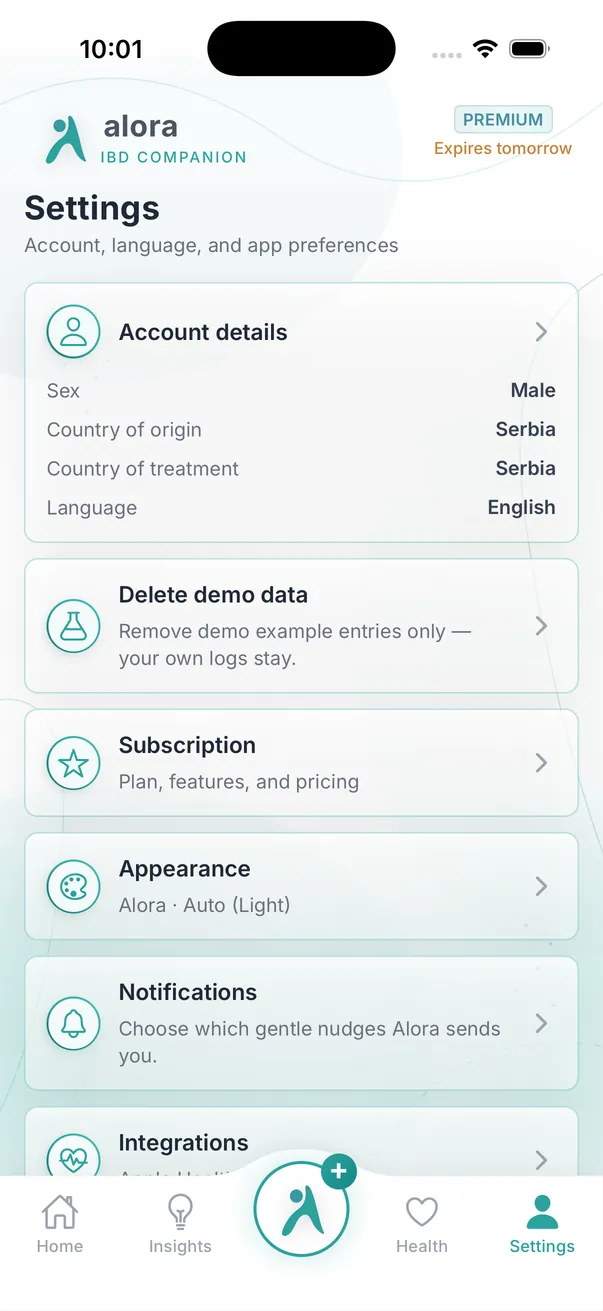 10:01
alora
IBD COMPANION
PREMIUM
Expires tomorrow
Settings
Account, language, and app preferences
Account details
Sex
Male
Country of origin
Serbia
Country of treatment
Serbia
Language
English
Delete demo data
Remove demo example entries only —
your own logs stay.
Subscription
Plan, features, and pricing
Appearance
Alora · Auto (Light)
Notifications
Choose which gentle nudges Alora sends
you.
Integrations
Home
Insights
Health
Settings